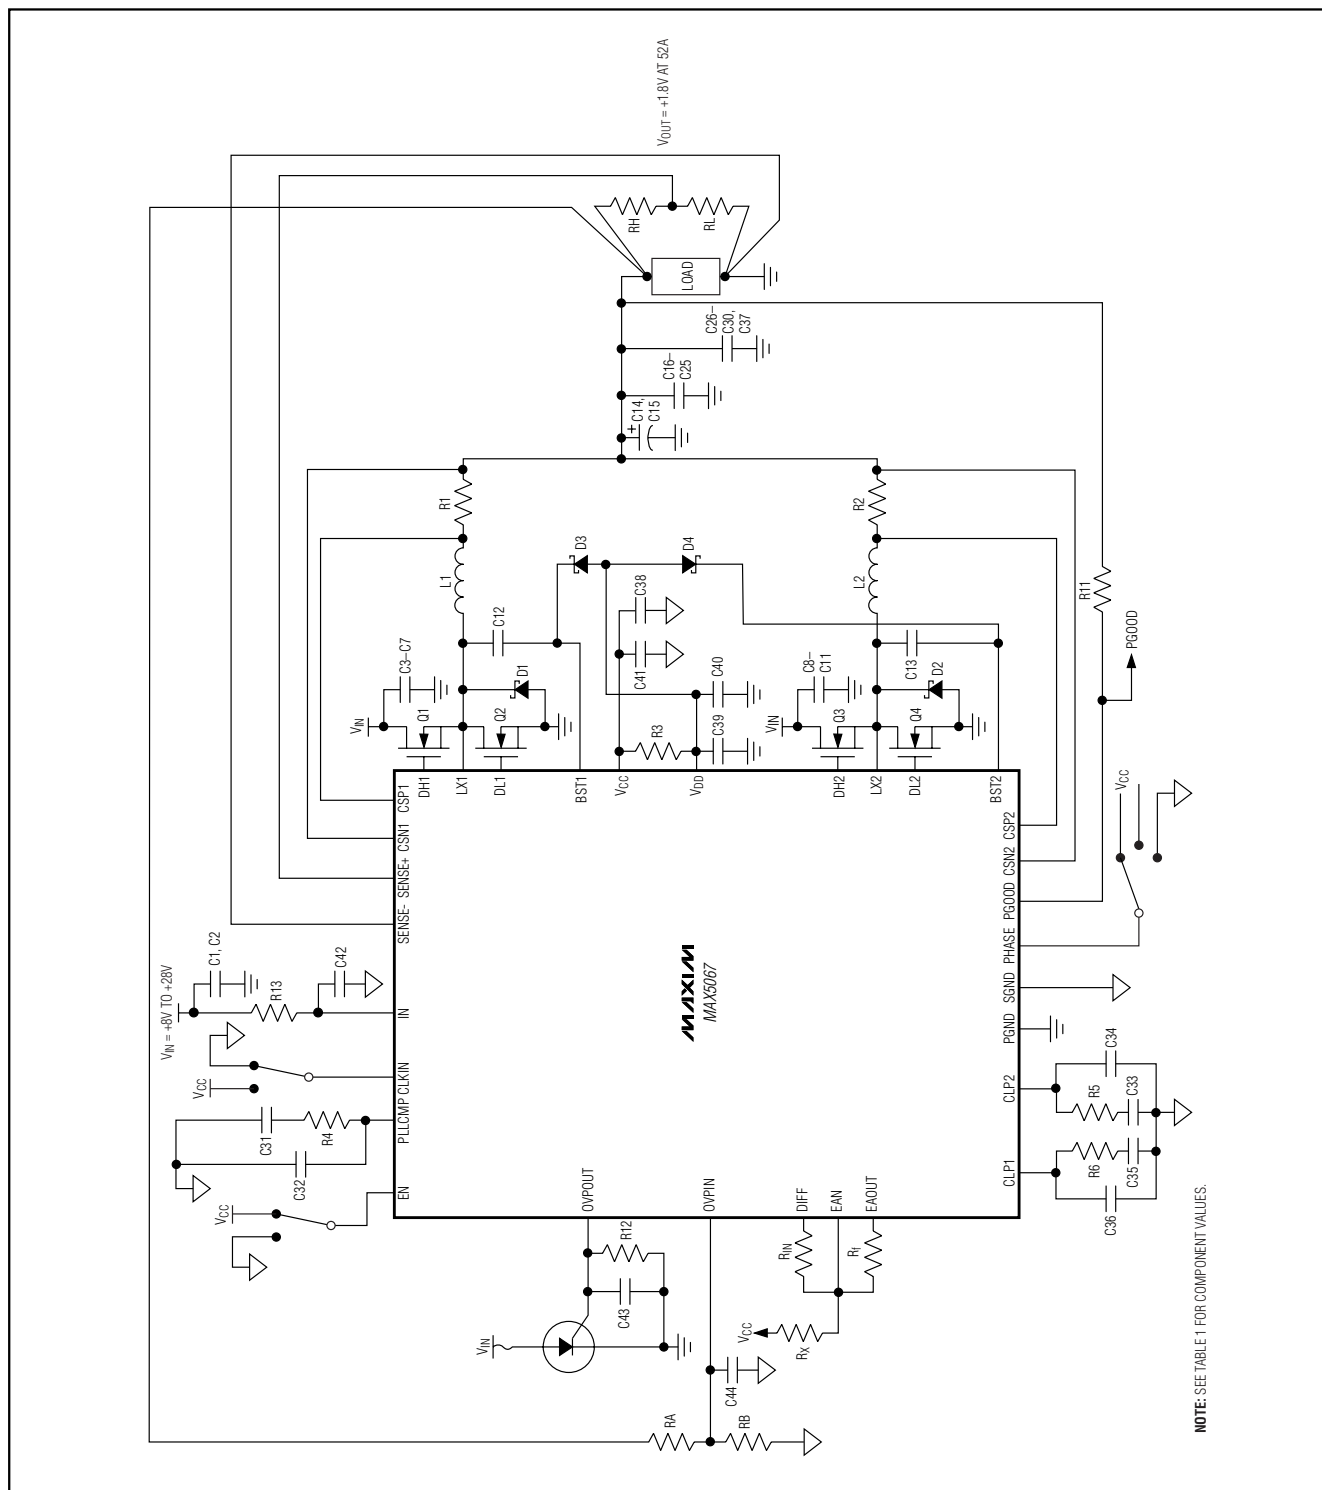 VOUT = +1.8V AT 52A
RH
RL
LOAD
C26–
C30,
C37
C16–
C25
+
C14,
C15
R1
R2
D3
D4
L1
L2
C12
C38
C41
C40
C39
C13
R11
PGOOD
C3–C7
C8–
C11
VIN
VIN
D1
D2
Q1
Q2
Q3
Q4
R3
CSP1
CSN1
SENSE+
SENSE-
DH1
LX1
DL1
BST1
VCC
VDD
DH2
LX2
DL2
BST2
CSP2
CSN2
PGOOD
PHASE
SGND
PGND
CLP2
CLP1
VCC
VIN = +8V TO +28V
C1, C2
R13
C42
IN
CLKIN
PLLCMP
EN
VCC
C31
R4
C32
VCC
MAXIM
MAX5067
OVPOUT
OVPIN
DIFF
EAN
EAOUT
R12
C43
VIN
RIN
Rf
VCC
RX
C44
RA
RB
C34
R5
C33
R6
C35
C36
NOTE: SEE TABLE 1 FOR COMPONENT VALUES.